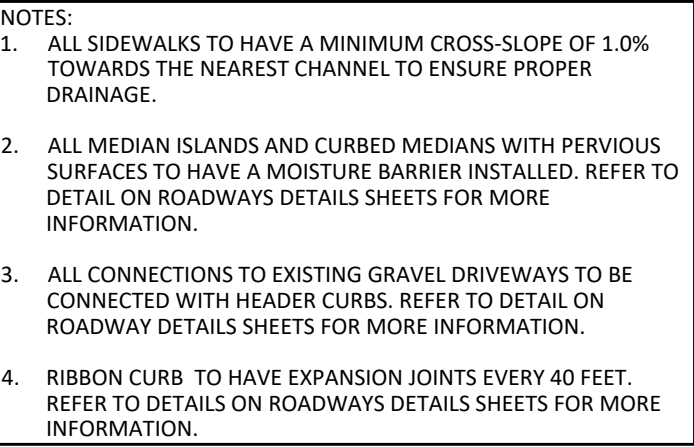 NOTES:
1. ALL SIDEWALKS TO HAVE A MINIMUM CROSS-SLOPE OF 1.0%
TOWARDS THE NEAREST CHANNEL TO ENSURE PROPER
DRAINAGE.
2. ALL MEDIAN ISLANDS AND CURBED MEDIANS WITH PERVIOUS
SURFACES TO HAVE A MOISTURE BARRIER INSTALLED. REFER TO
DETAIL ON ROADWAYS DETAILS SHEETS FOR MORE
INFORMATION.
3. ALL CONNECTIONS TO EXISTING GRAVEL DRIVEWAYS TO BE
CONNECTED WITH HEADER CURBS. REFER TO DETAIL ON
ROADWAY DETAILS SHEETS FOR MORE INFORMATION.
4. RIBBON CURB  TO HAVE EXPANSION JOINTS EVERY 40 FEET.
REFER TO DETAILS ON ROADWAYS DETAILS SHEETS FOR MORE
INFORMATION.